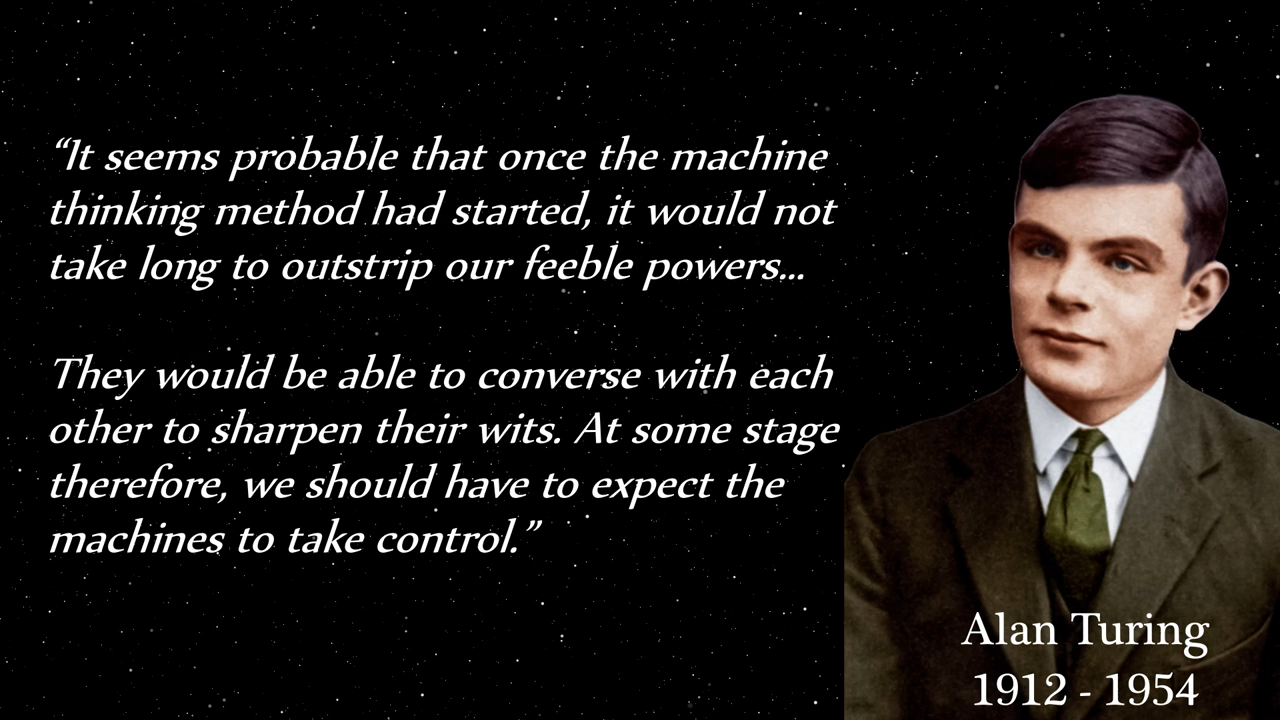 “It seems probable that once the machine
thinking method had started, it would not
take long to outstrip our feeble powers...
They would be able to converse with each
other to sharpen their wits. At some stage
therefore, we should have to expect the
machines to take control.”
Alan Turing
1912 - 1954